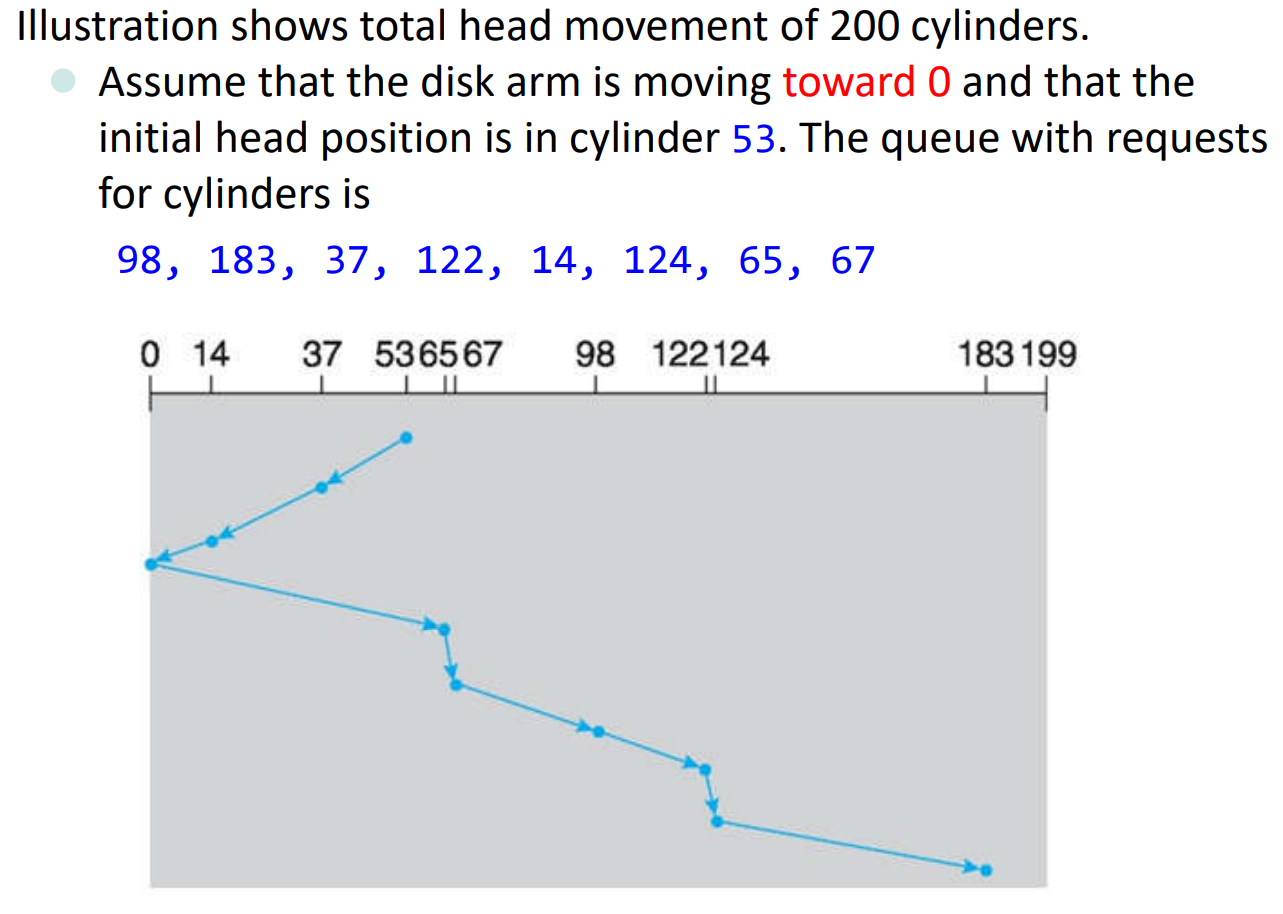 Illustration shows total head movement of 200 cylinders.
Assume that the disk arm is moving toward 0 and that the
initial head position is in cylinder 53. The queue with requests
for cylinders is
98, 183, 37, 122, 14, 124, 65, 67
0 14 37 53 65 67 98 122 124 183 199